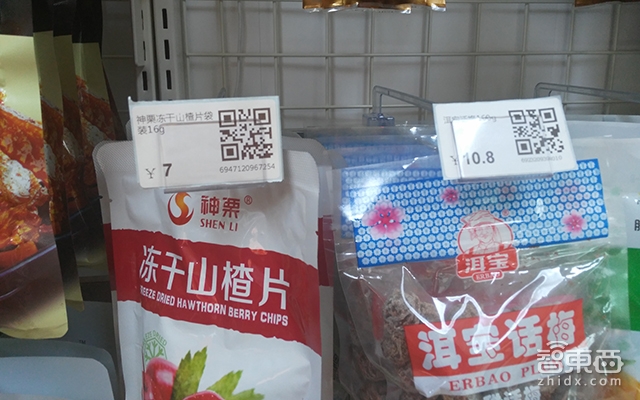 神栗冻干山楂片袋
装16g
¥7
6947120967254
¥10.8
神栗®
SHEN LI
冻干山楂片
FREEZE DRIED HAWTHORN BERRY CHIPS
洱宝
ERBAO
洱宝话梅
ERBAO
智東西
zhidx.com